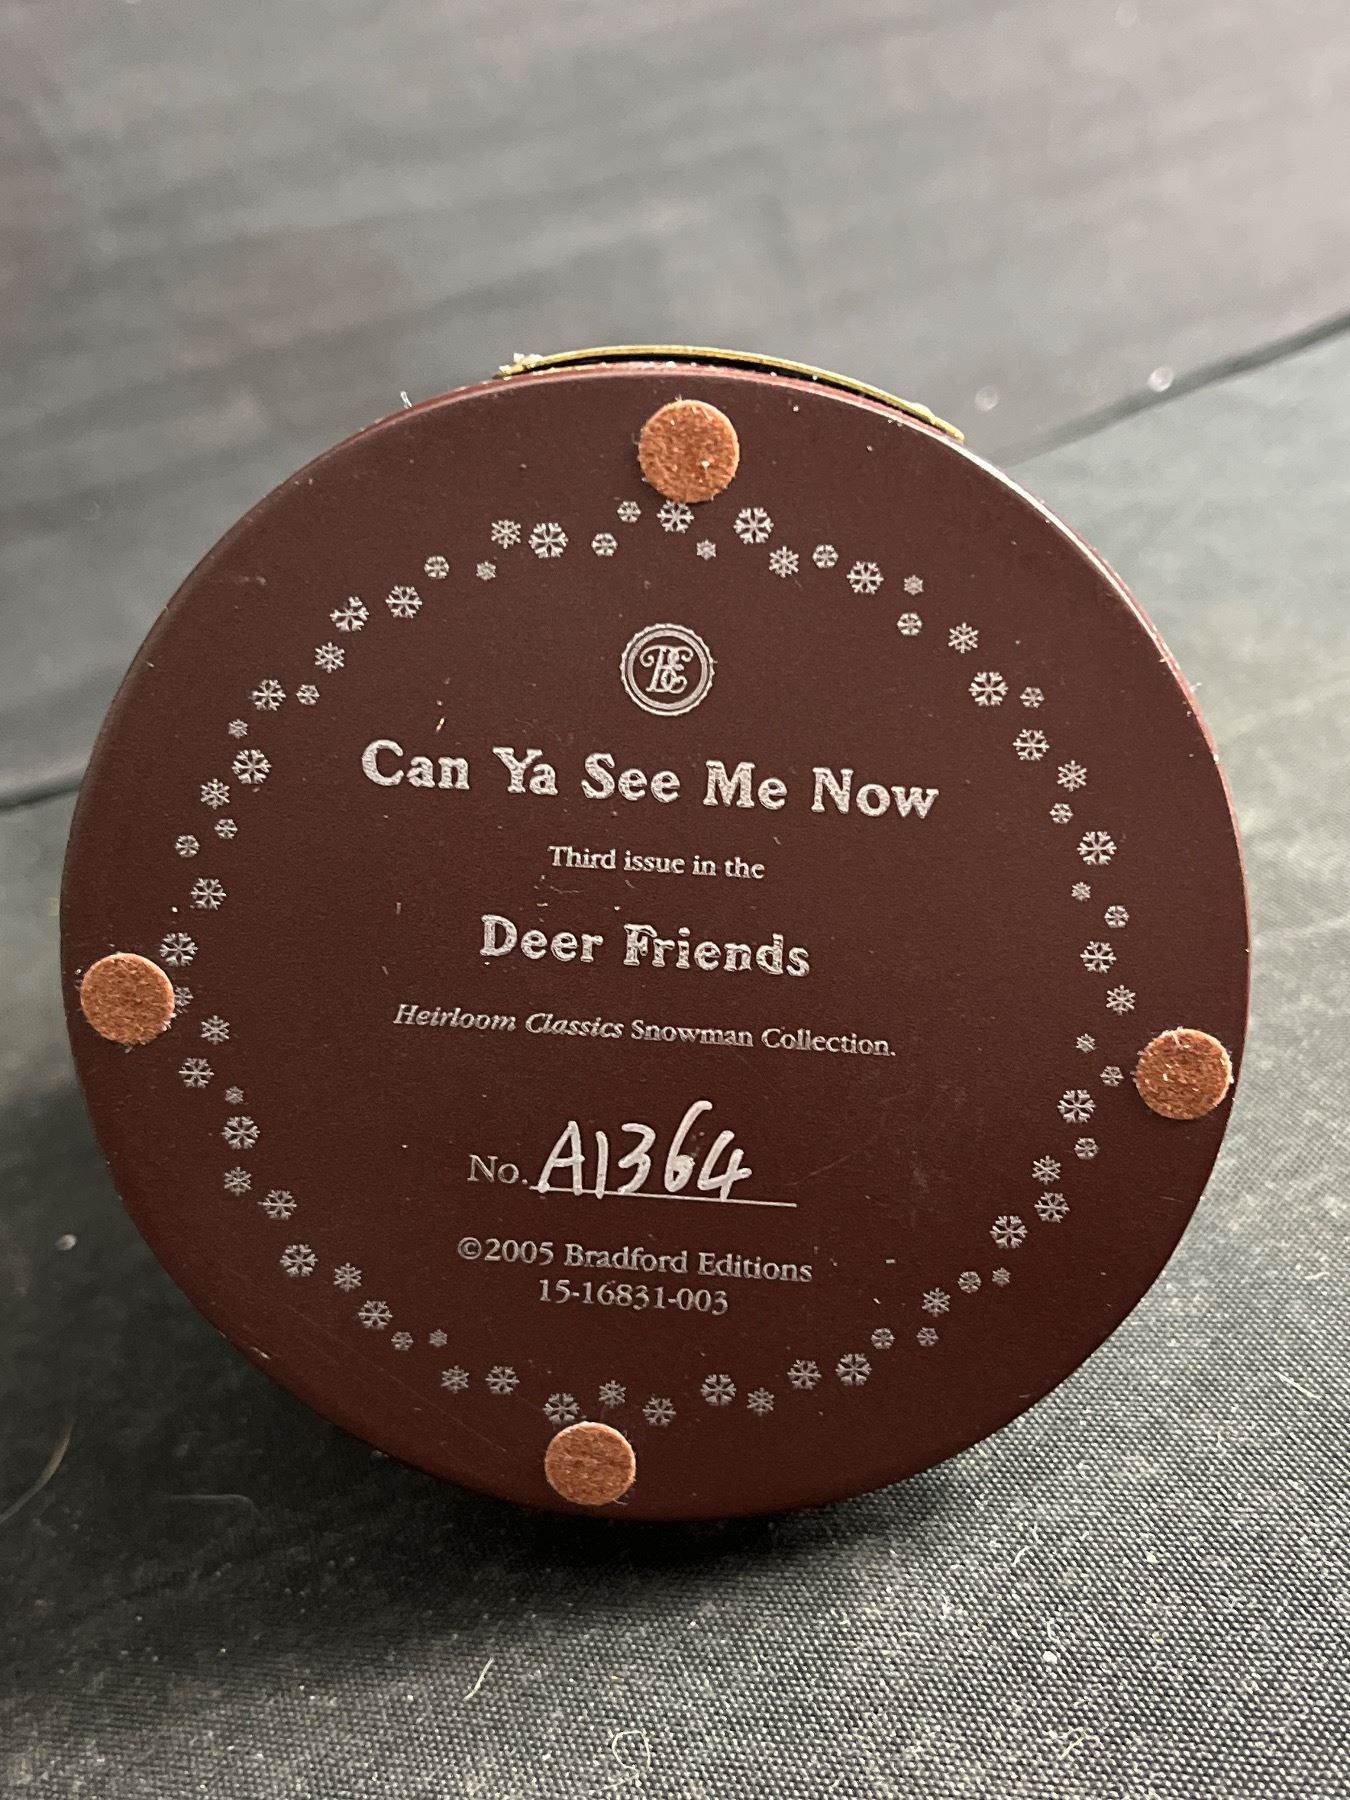 BE
Can Ya See Me Now
Third issue in the
Deer Friends
Heirloom Classics Snowman Collection.
No. A1364
©2005 Bradford Editions
15-16831-003